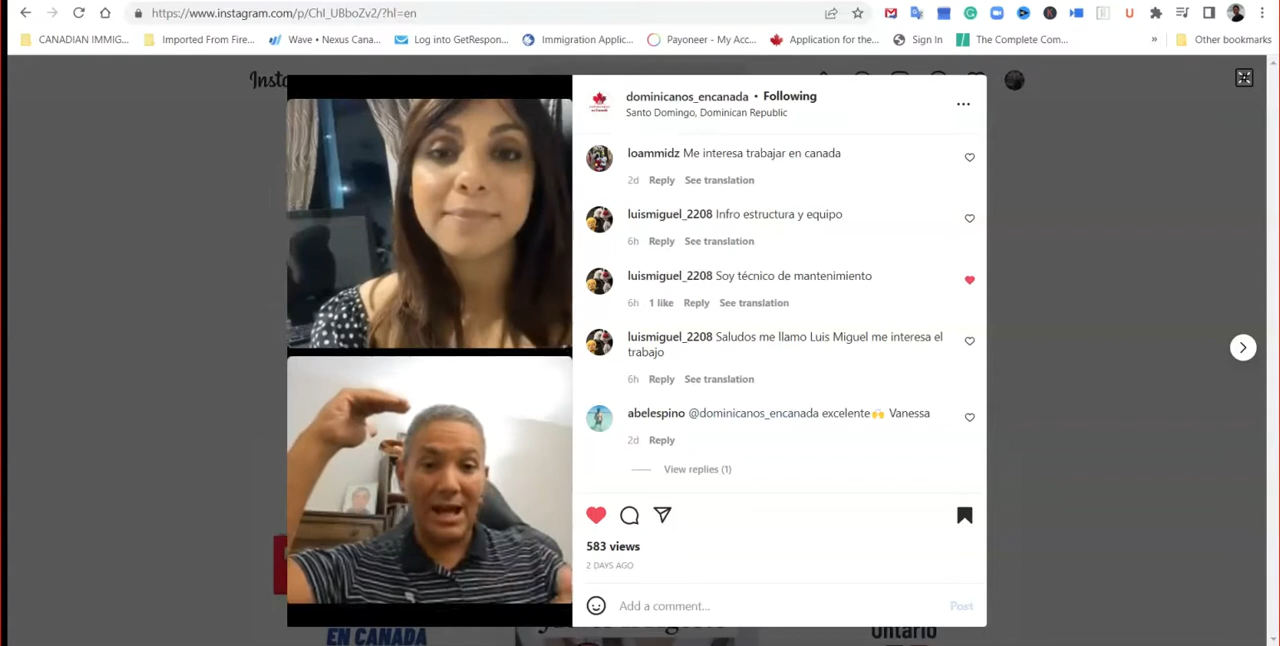 https://www.instagram.com/p/ChI_UBboZv2/?hl=en
CANADIAN IMMIG...
Imported From Fire...
Wave • Nexus Cana...
Log into GetRespon...
Immigration Applic...
Payoneer - My Acc...
Application for the...
Sign In
The Complete Com...
»
Other bookmarks
Insta
dominicanos_encanada • Following
Santo Domingo, Dominican Republic
loammidz Me interesa trabajar en canada
2d Reply See translation
luismiguel_2208 Infro estructura y equipo
6h Reply See translation
luismiguel_2208 Soy técnico de mantenimiento
6h 1 like Reply See translation
luismiguel_2208 Saludos me llamo Luis Miguel me interesa el
trabajo
6h Reply See translation
abelespino @dominicanos_encanada excelente🙌 Vanessa
2d Reply
View replies (1)
583 views
2 DAYS AGO
Add a comment...
Post
EN CANADA
Ontario